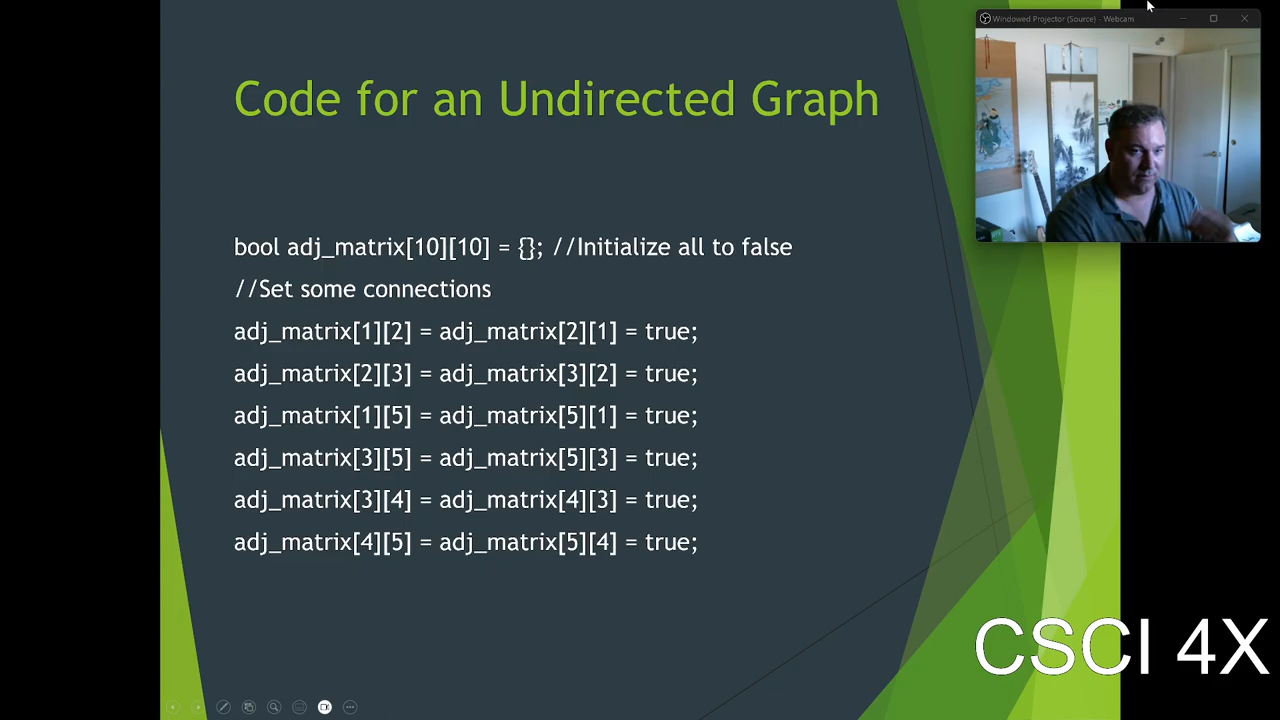 Windowed Projector (Source) - Webcam
Code for an Undirected Graph
bool adj_matrix[10][10] = {}; //Initialize all to false
//Set some connections
adj_matrix[1][2] = adj_matrix[2][1] = true;
adj_matrix[2][3] = adj_matrix[3][2] = true;
adj_matrix[1][5] = adj_matrix[5][1] = true;
adj_matrix[3][5] = adj_matrix[5][3] = true;
adj_matrix[3][4] = adj_matrix[4][3] = true;
adj_matrix[4][5] = adj_matrix[5][4] = true;
CSCI 4X